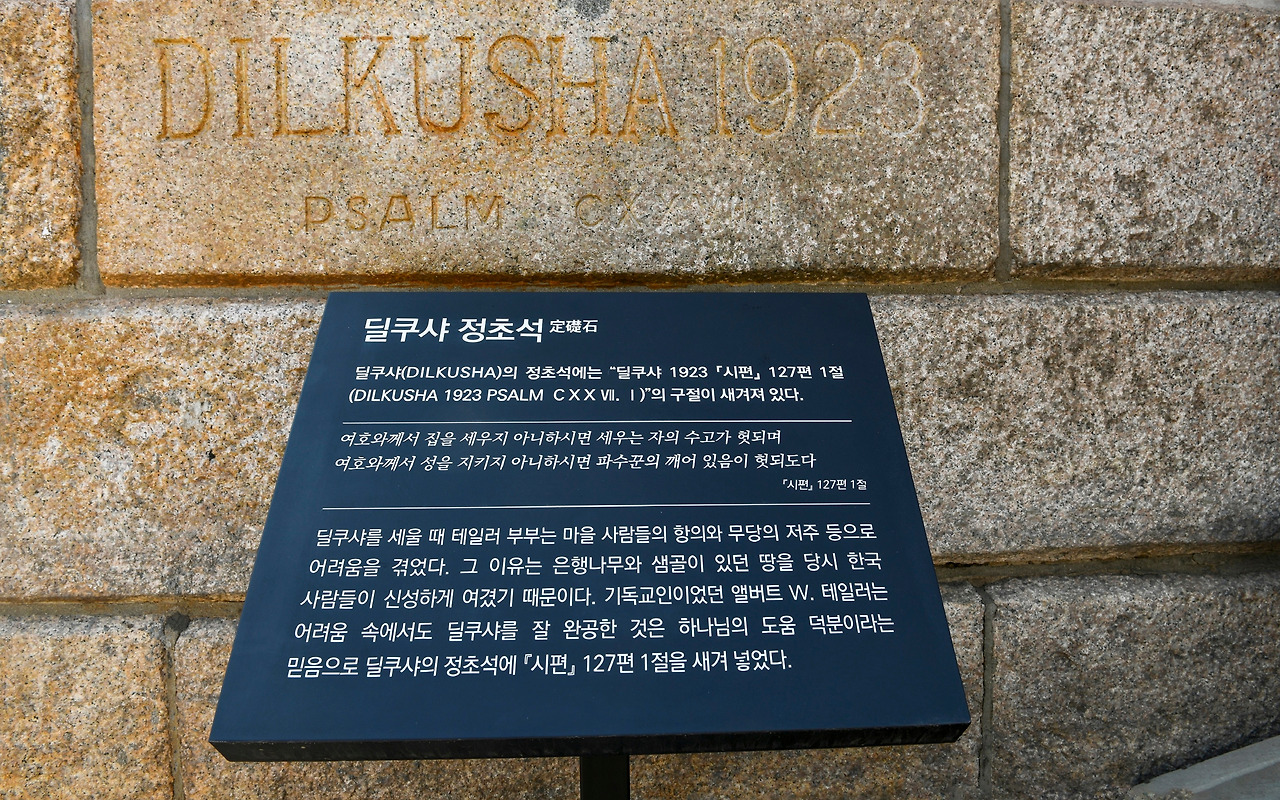 DILKUSHA 1923
PSALM CXXVII I
딜쿠샤 정초석 定礎石
딜쿠샤(DILKUSHA)의 정초석에는 “딜쿠샤 1923 『시편』 127편 1절
(DILKUSHA 1923 PSALM C X X Ⅶ. Ⅰ)”의 구절이 새겨져 있다.
여호와께서 집을 세우지 아니하시면 세우는 자의 수고가 헛되며
여호와께서 성을 지키지 아니하시면 파수꾼의 깨어 있음이 헛되도다
『시편』 127편 1절
딜쿠샤를 세울 때 테일러 부부는 마을 사람들의 항의와 무당의 저주 등으로
어려움을 겪었다. 그 이유는 은행나무와 샘골이 있던 땅을 당시 한국
사람들이 신성하게 여겼기 때문이다. 기독교인이었던 앨버트 W. 테일러는
어려움 속에서도 딜쿠샤를 잘 완공한 것은 하나님의 도움 덕분이라는
믿음으로 딜쿠샤의 정초석에 『시편』 127편 1절을 새겨 넣었다.